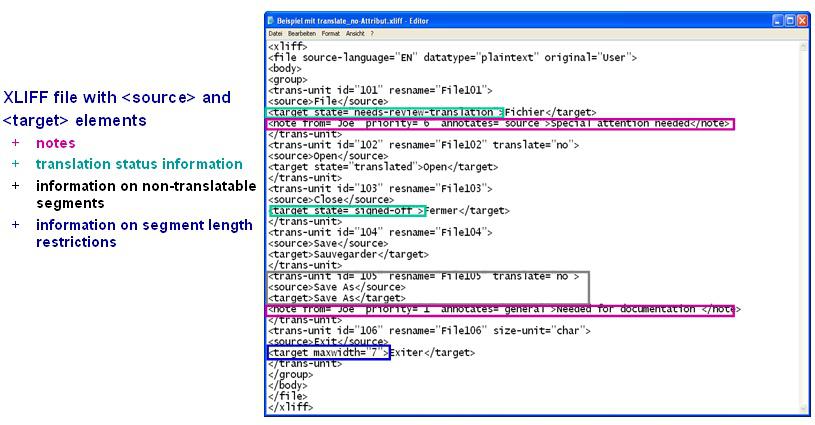 XLIFF file with <source> and
<target> elements
+ notes
+ translation status information
+ information on non-translatable
segments
+ information on segment length
restrictions
Beispiel mit translate_no-Attribut.xliff - Editor
Datei Bearbeiten Format Ansicht ?
<xliff>
<file source-language="EN" datatype="plaintext" original="User">
<body>
<group>
<trans-unit id="101" resname="File101">
<source>File</source>
<target state="needs-review-translation">Fichier</target>
<note from="Joe" priority="6" annotates="source">Special attention needed</note>
</trans-unit>
<trans-unit id="102" resname="File102" translate="no">
<source>Open</source>
<target state="translated">Open</target>
</trans-unit>
<trans-unit id="103" resname="File103">
<source>Close</source>
<target state="signed-off">Fermer</target>
</trans-unit>
<trans-unit id="104" resname="File104">
<source>Save</source>
<target>Sauvegarder</target>
</trans-unit>
<trans-unit id="105" resname="File105" translate="no">
<source>Save As</source>
<target>Save As</target>
<note from="Joe" priority="1" annotates="general">Needed for documentation </note>
</trans-unit>
<trans-unit id="106" resname="File106" size-unit="char">
<source>Exit</source>
<target maxwidth="7">Exiter</target>
</trans-unit>
</group>
</body>
</file>
</xliff>